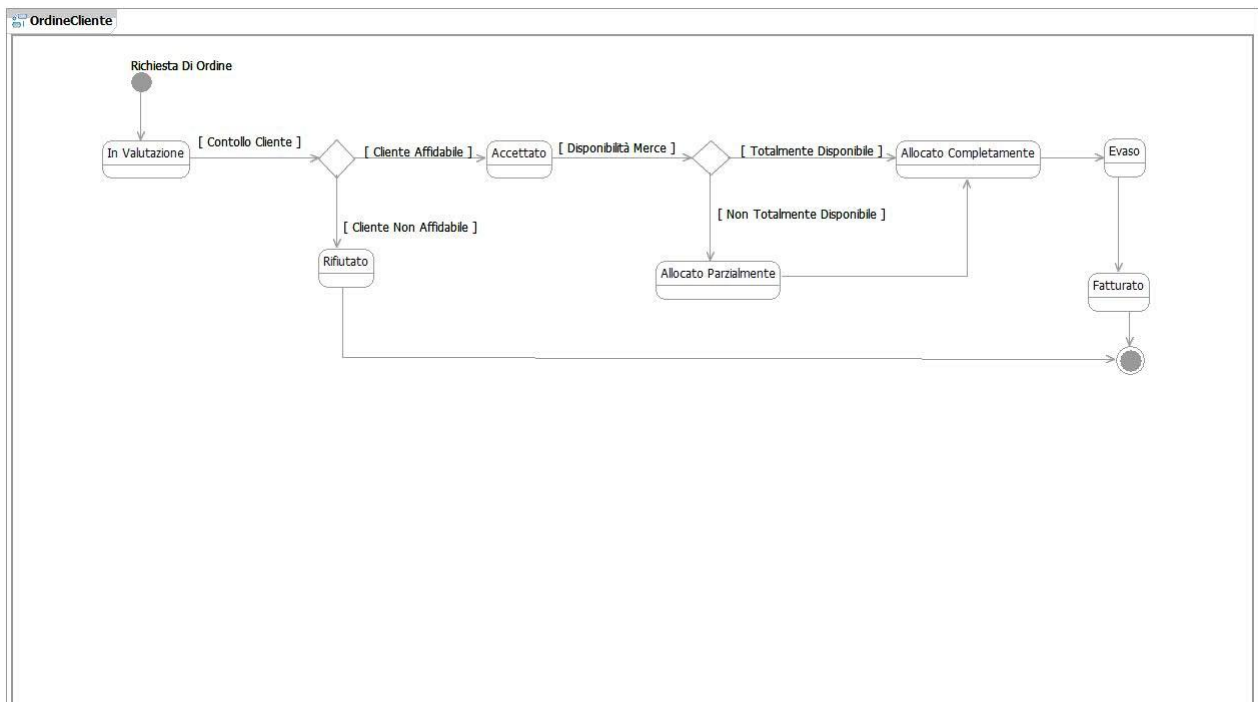 OrdineCliente
Richiesta Di Ordine
In Valutazione
[ Contollo Cliente ]
[ Cliente Affidabile ]
Accettato
[ Disponibilità Merce ]
[ Totalmente Disponibile ]
Allocato Completamente
Evaso
[ Cliente Non Affidabile ]
[ Non Totalmente Disponibile ]
Rifiutato
Allocato Parzialmente
Fatturato